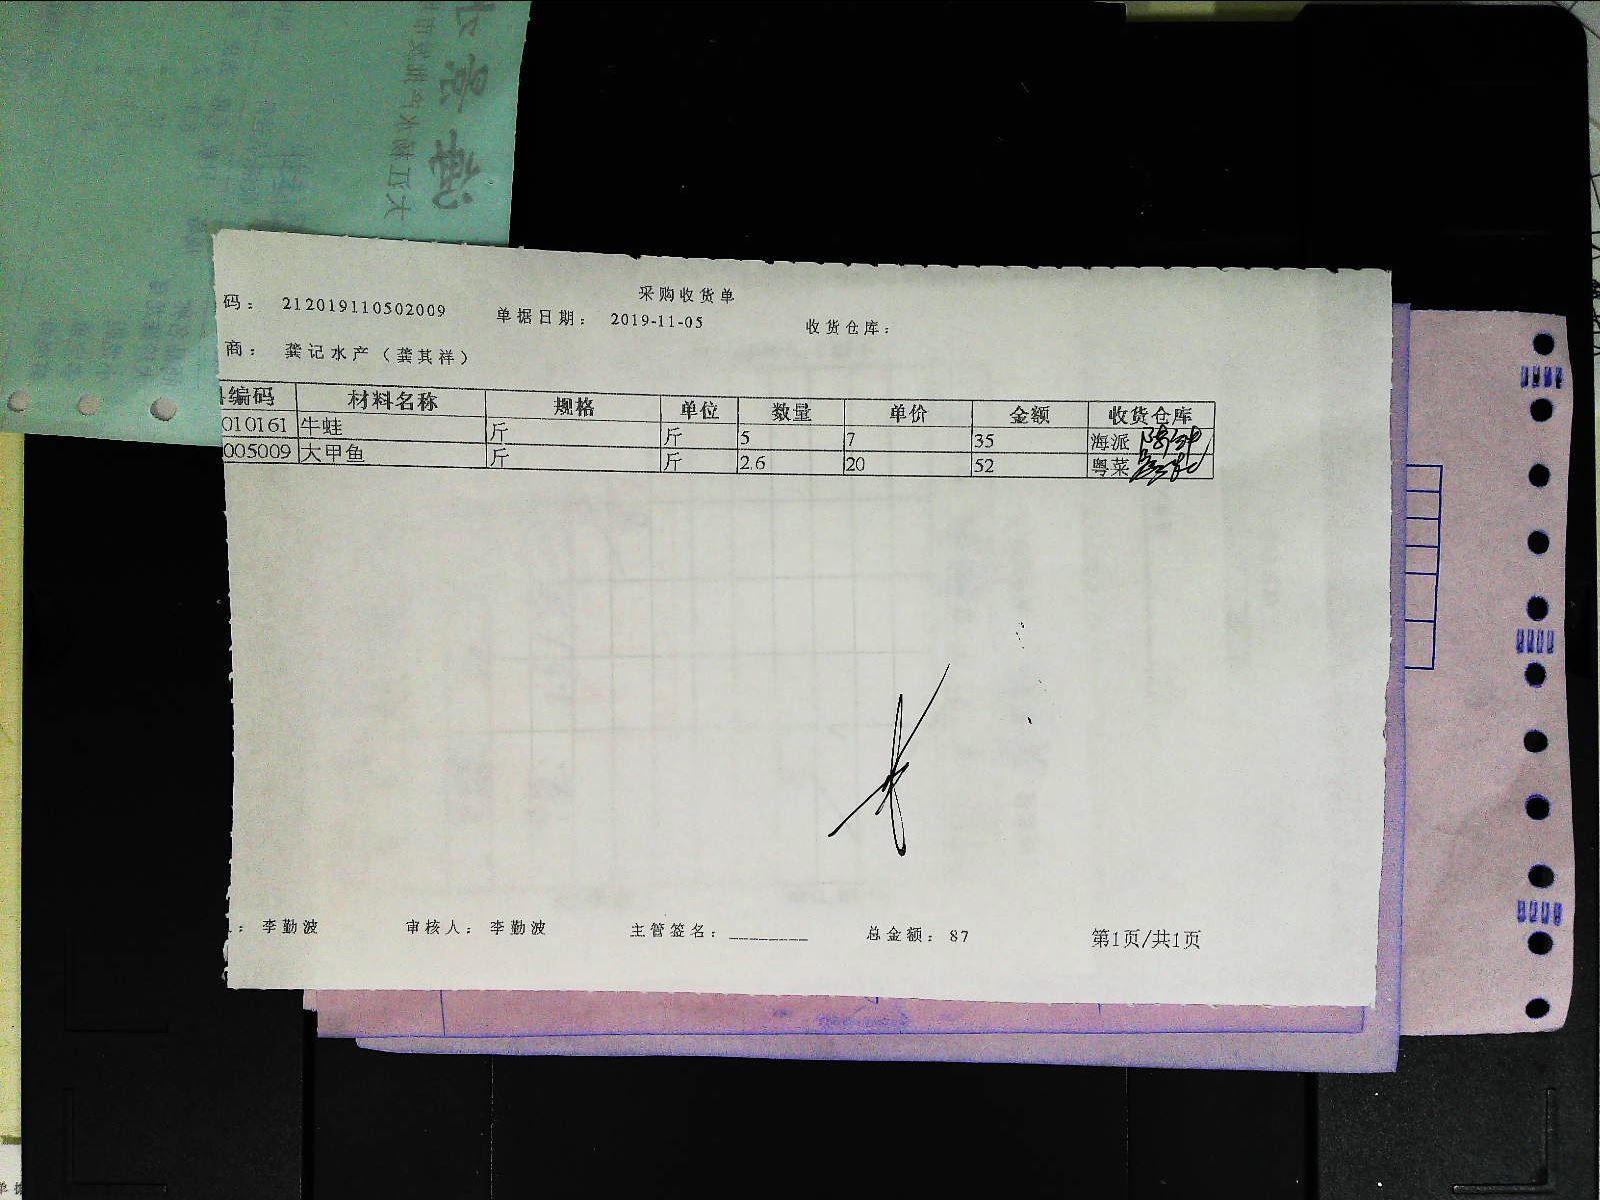 采购收货单
码： 212019110502009 单据日期： 2019-11-05 收货仓库：
商： 龚记水产（龚其祥）
编码 材料名称 规格 单位 数量 单价 金额 收货仓库
010161 牛蛙 斤 斤 5 7 35 海派
005009 大甲鱼 斤 斤 2.6 20 52 粤菜
： 李勤波 审核人： 李勤波 主管签名：________ 总金额： 87 第1页/共1页